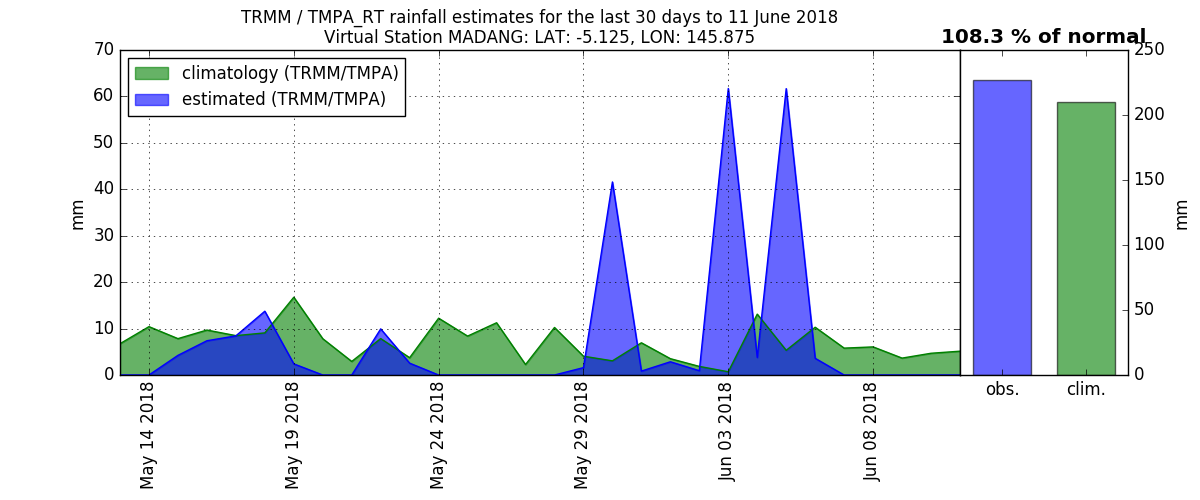 TRMM / TMPA_RT rainfall estimates for the last 30 days to 11 June 2018
Virtual Station MADANG: LAT: -5.125, LON: 145.875
108.3 % of normal
climatology (TRMM/TMPA)
estimated (TRMM/TMPA)
mm
70
60
50
40
30
20
10
0
May 14 2018
May 19 2018
May 24 2018
May 29 2018
Jun 03 2018
Jun 08 2018
obs.
clim.
250
200
150
100
50
0
mm